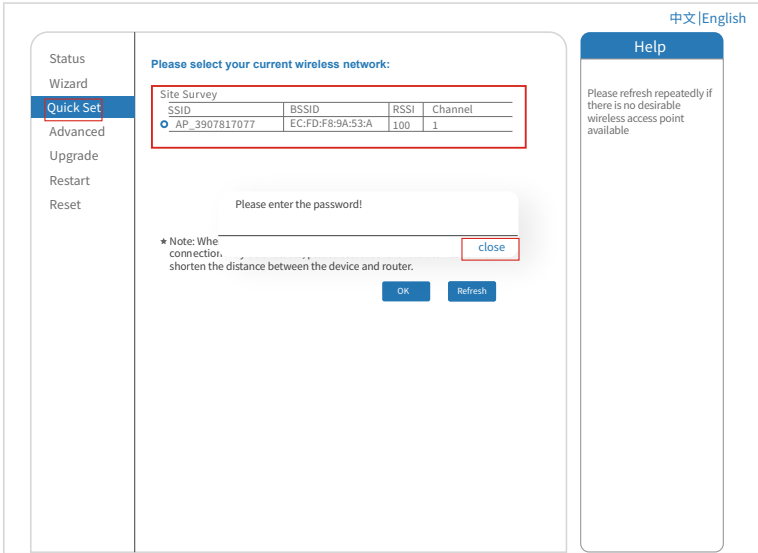 中文|English
Status
Wizard
Quick Set
Advanced
Upgrade
Restart
Reset
Please select your current wireless network:
Site Survey
SSID BSSID RSSI Channel
AP_3907817077 EC:FD:F8:9A:53:A 100 1
Please enter the password!
close
★ Note: Whe
connection
shorten the distance between the device and router.
OK Refresh
Help
Please refresh repeatedly if
there is no desirable
wireless access point
available